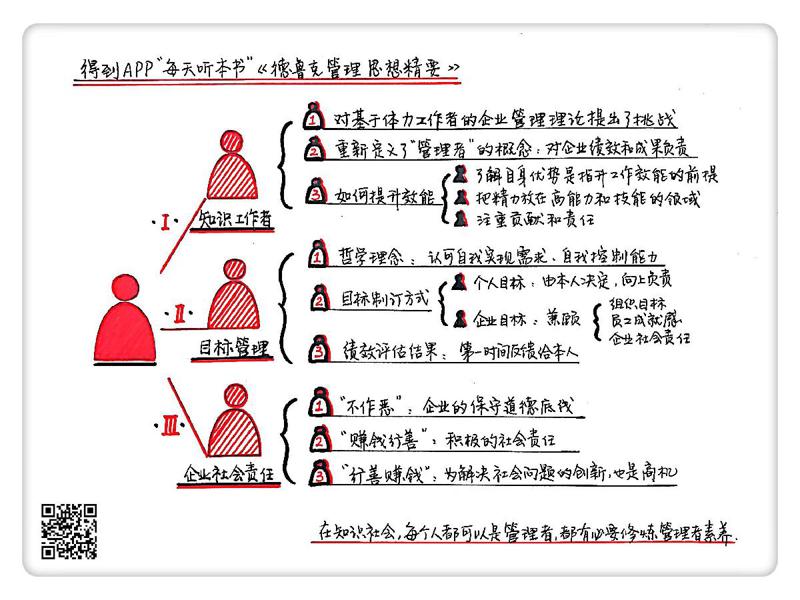 得到APP"每天听本书"《德鲁克管理思想精要》
·Ⅰ· 知识工作者
1 对基于体力工作者的企业管理理论提出了挑战
2 重新定义了"管理者"的概念：对企业绩效和成果负责
3 如何提升效能
了解自身优势是指升工作效能的前提
把精力放在高能力和技能的领域
注重贡献和责任
·Ⅱ· 目标管理
1 哲学理念：认可自我实现需求、自我控制能力
2 目标制订方式
个人目标：由本人决定，向上负责
企业目标：兼顾
组织目标
员工成就感
企业社会责任
3 绩效评估结果：第一时间反馈给本人
·Ⅲ· 企业社会责任
1 "不作恶"：企业的保守道德底线
2 "赚钱行善"：积极的社会责任
3 "行善赚钱"：为解决社会问题的创新，也是商机
在知识社会，每个人都可以是管理者，都有必要修炼管理者素养.